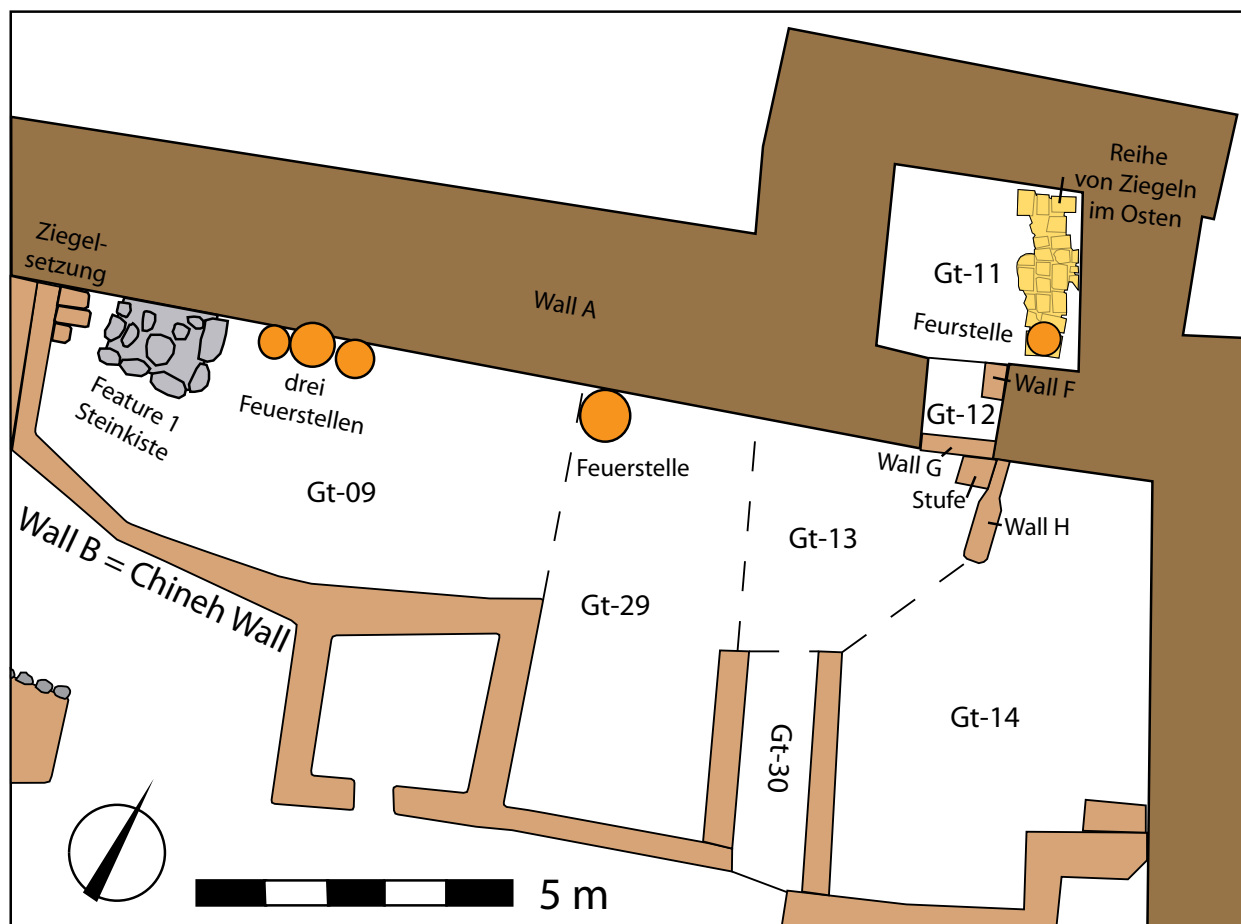 Reihe
von Ziegeln
im Osten
Ziegel-
setzung
Gt-11
Wall A
Feurstelle
Wall F
drei
Feuerstellen
Feature 1
Steinkiste
Gt-12
Wall G
Feuerstelle
Stufe
Gt-09
Wall H
Gt-13
Wall B = Chineh Wall
Gt-29
Gt-14
Gt-30
5 m